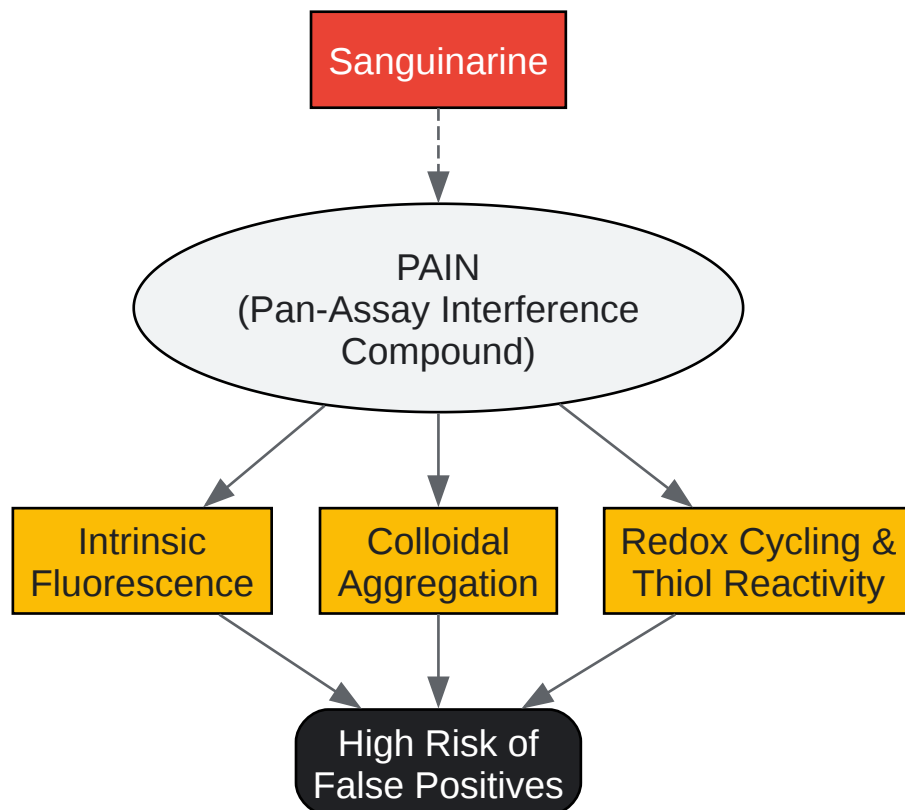 Sanguinarine
PAIN
(Pan-Assay Interference
Compound)
Intrinsic
Fluorescence
Colloidal
Aggregation
Redox Cycling &
Thiol Reactivity
High Risk of
False Positives